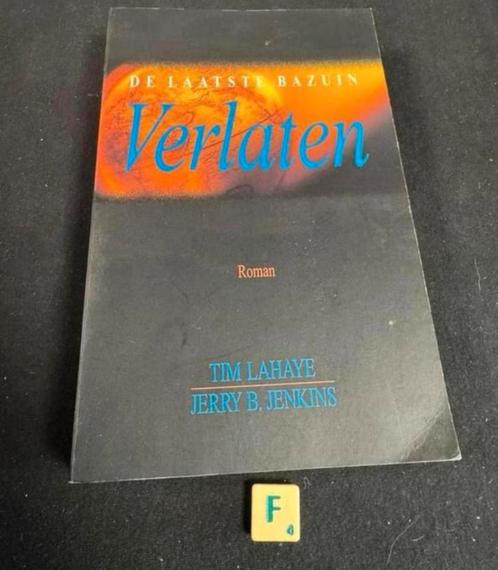 DE LAATSTE BAZUIN
Verlaten
Roman
TIM LAHAYE
JERRY B. JENKINS
F
4